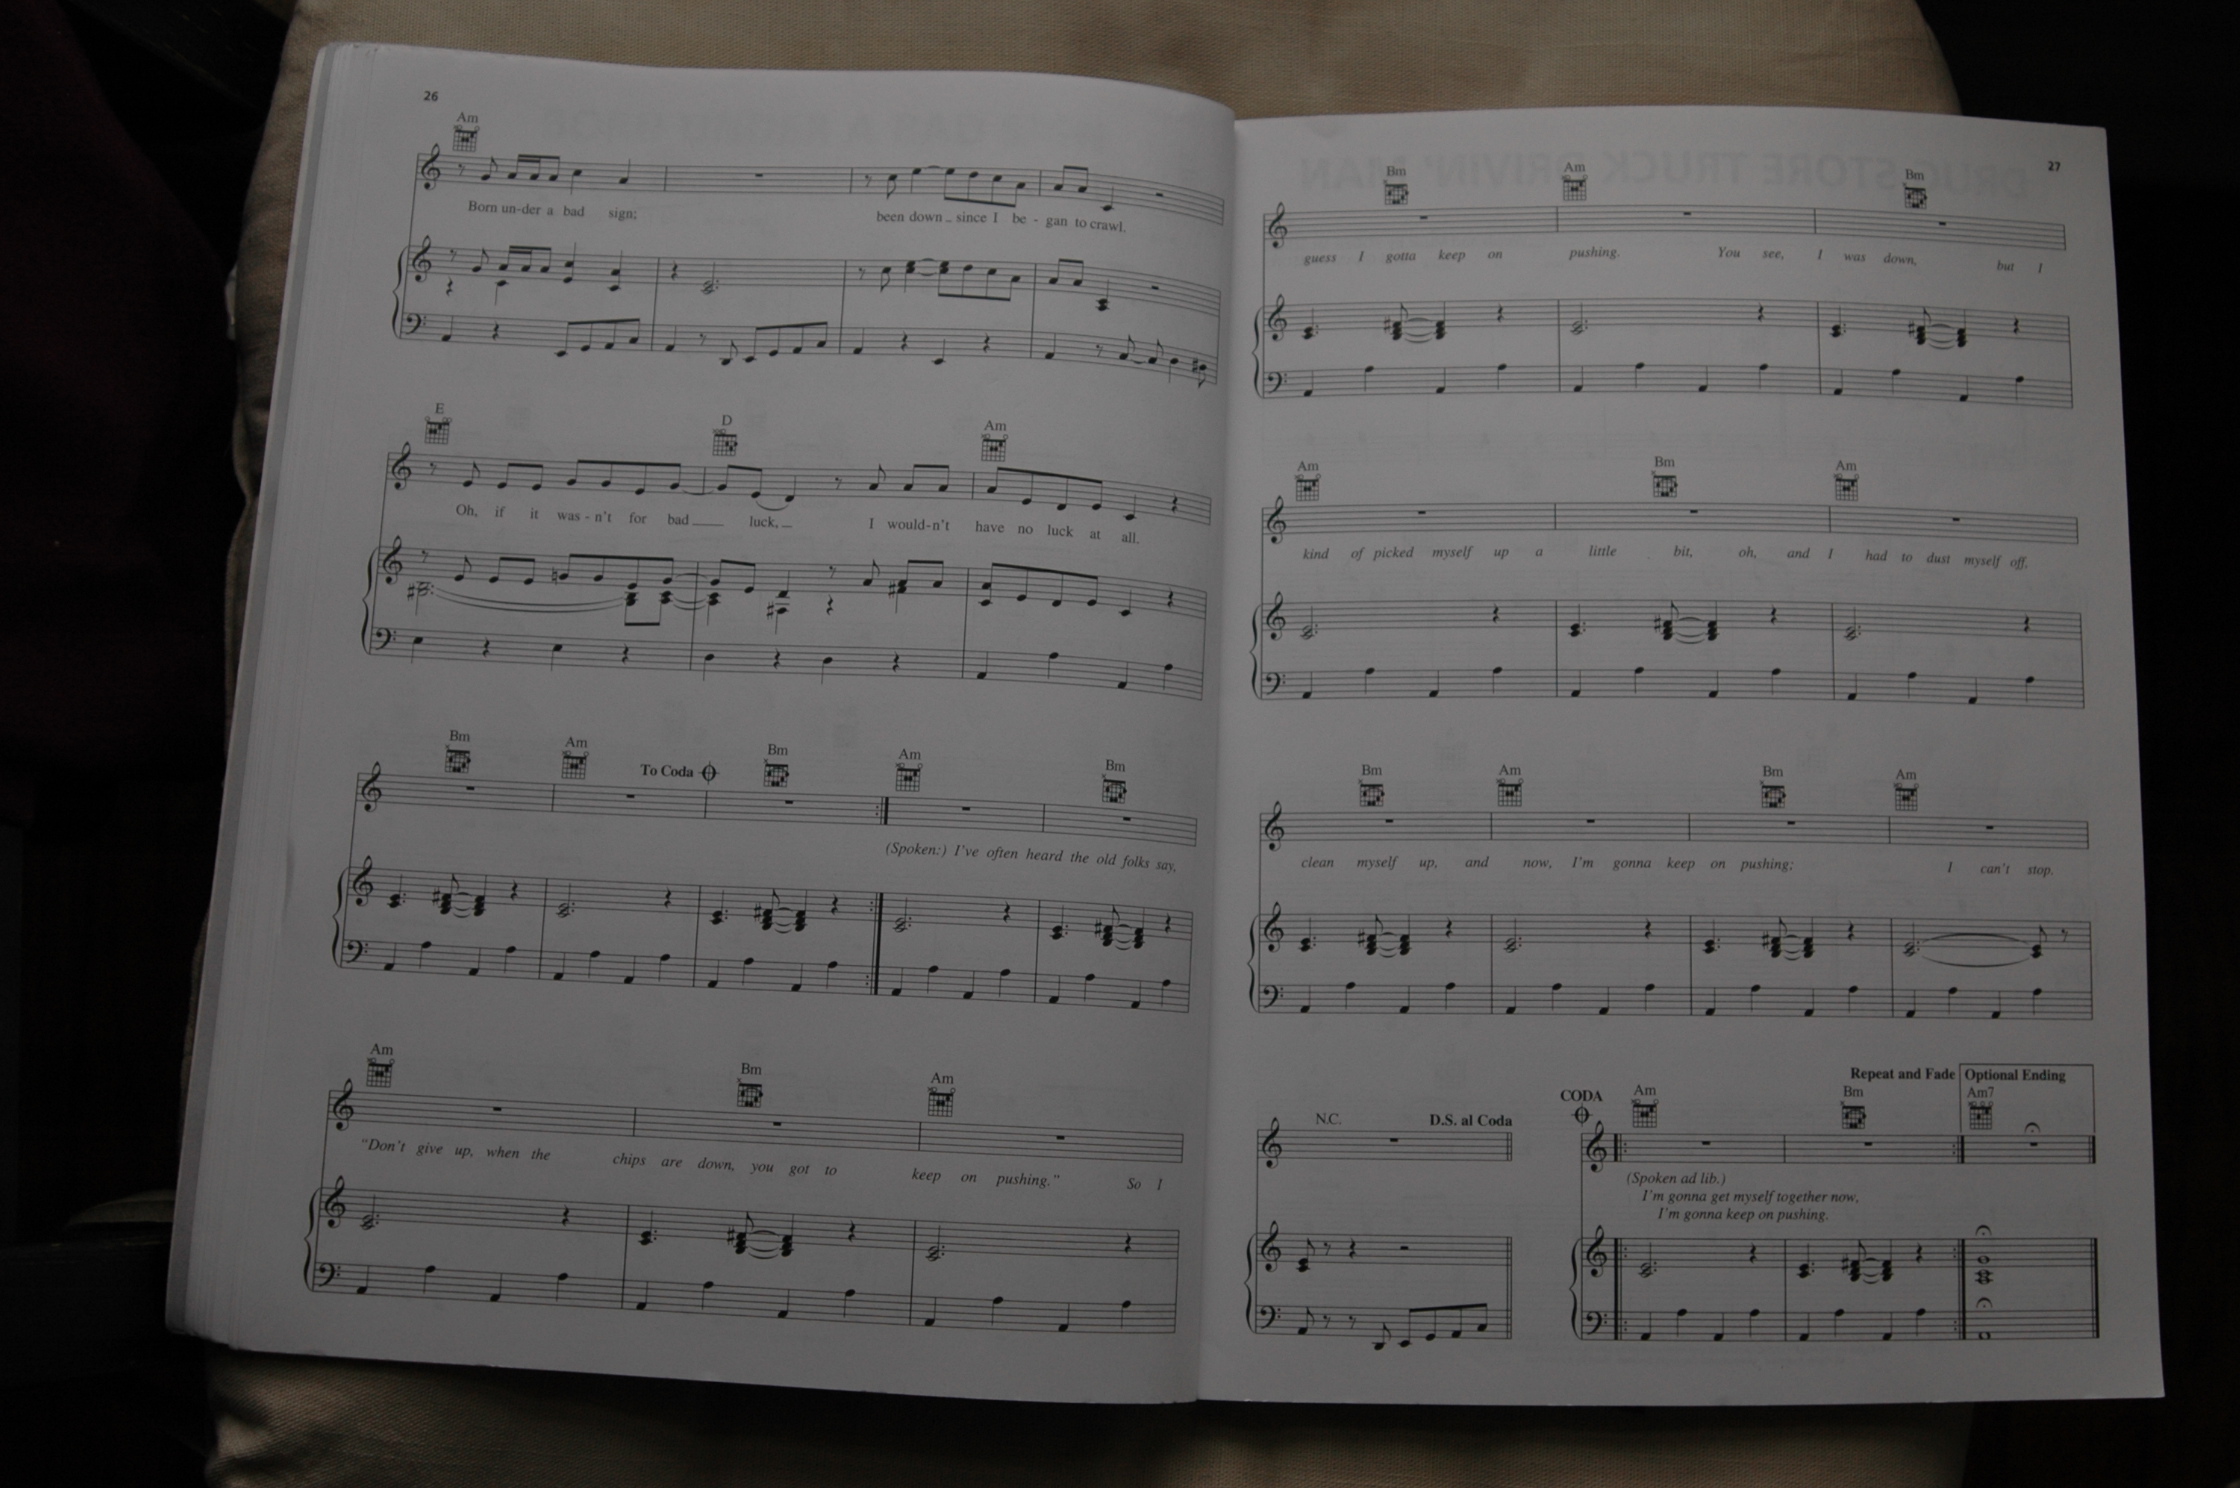 26
Am
Born un-der a bad sign; been down_ since I be - gan to crawl.
E D Am
Oh, if it was - n't for bad____ luck,_ I would-n't have no luck at all.
Bm Am To Coda Bm Am Bm
(Spoken:) I've often heard the old folks say,
Am Bm Am
"Don't give up, when the chips are down, you got to keep on pushing." So I
27
Bm Am Bm
guess I gotta keep on pushing. You see, I was down, but I
Am Bm Am
kind of picked myself up a little bit, oh, and I had to dust myself off,
Bm Am Bm Am
clean myself up, and now, I'm gonna keep on pushing; I can't stop.
N.C. D.S. al Coda
CODA
Repeat and Fade Optional Ending
Am Bm Am7
(Spoken ad lib.)
I'm gonna get myself together now,
I'm gonna keep on pushing.